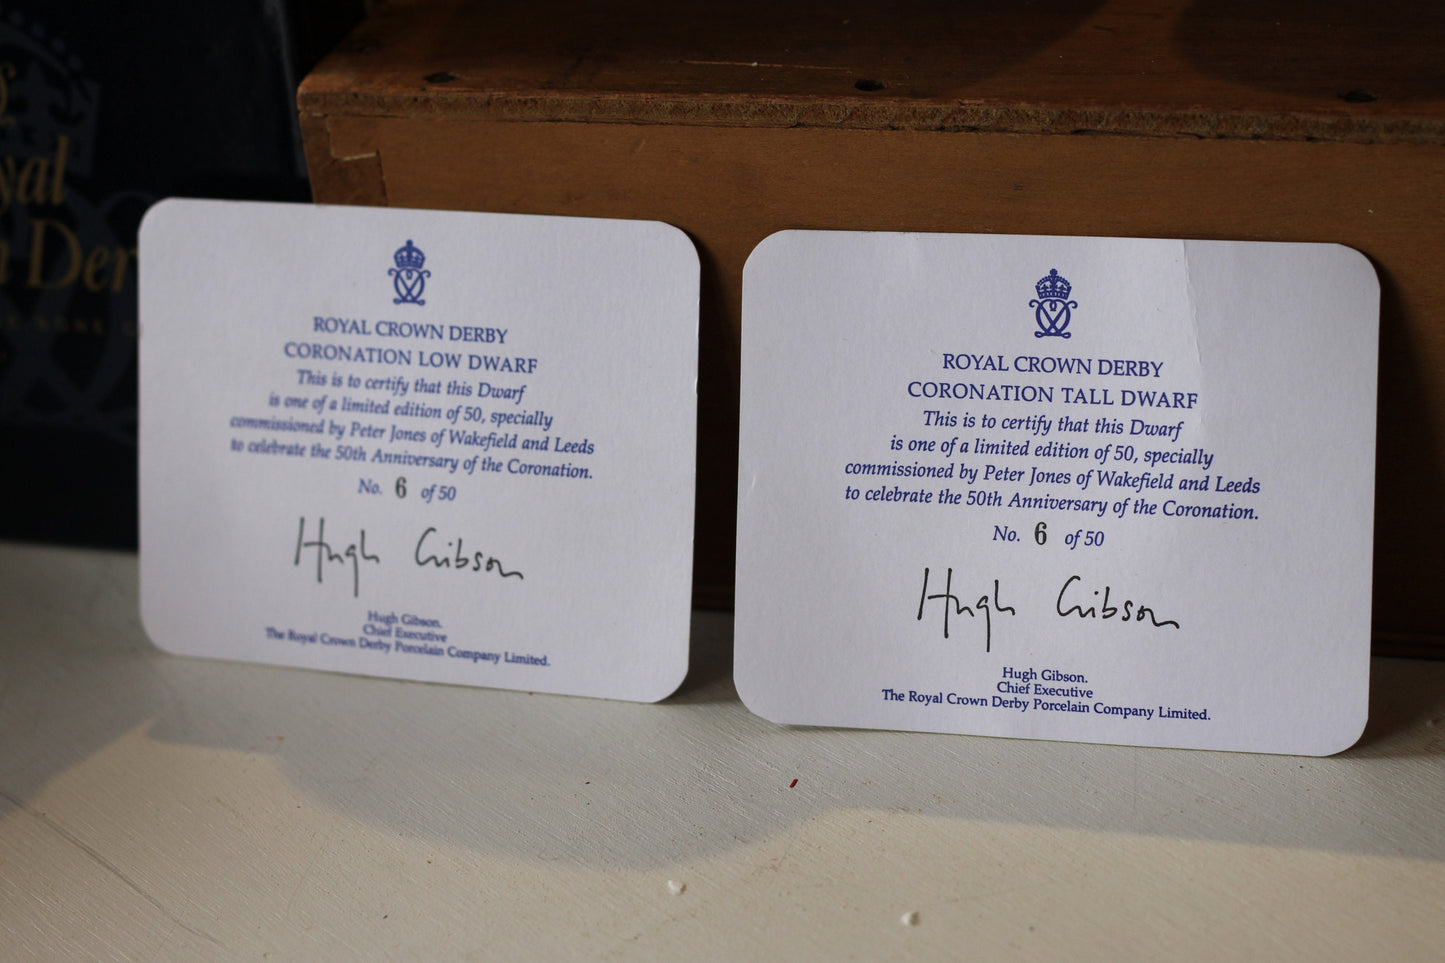 Royal
ROYAL CROWN DERBY
CORONATION LOW DWARF
This is to certify that this Dwarf
is one of a limited edition of 50, specially
commissioned by Peter Jones of Wakefield and Leeds
to celebrate the 50th Anniversary of the Coronation.
No. 6 of 50
Hugh Gibson
Hugh Gibson.
Chief Executive
The Royal Crown Derby Porcelain Company Limited.
ROYAL CROWN DERBY
CORONATION TALL DWARF
This is to certify that this Dwarf
is one of a limited edition of 50, specially
commissioned by Peter Jones of Wakefield and Leeds
to celebrate the 50th Anniversary of the Coronation.
No. 6 of 50
Hugh Gibson
Hugh Gibson.
Chief Executive
The Royal Crown Derby Porcelain Company Limited.